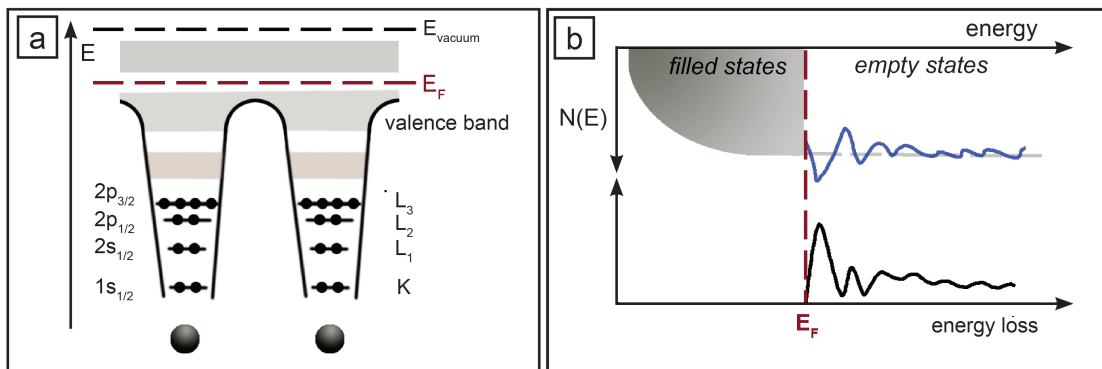 a
E
E_vacuum
E_F
valence band
2p_3/2
L_3
2p_1/2
L_2
2s_1/2
L_1
1s_1/2
K
b
energy
filled states
empty states
N(E)
E_F
energy loss